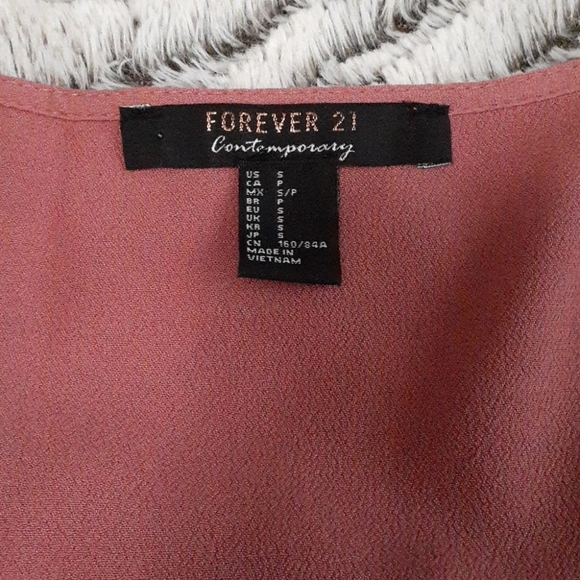 FOREVER 21
Contemporary
US S
CA P
MX S/P
BR P
EU S
UK S
KR S
JP S
CN 160/84A
MADE IN
VIETNAM